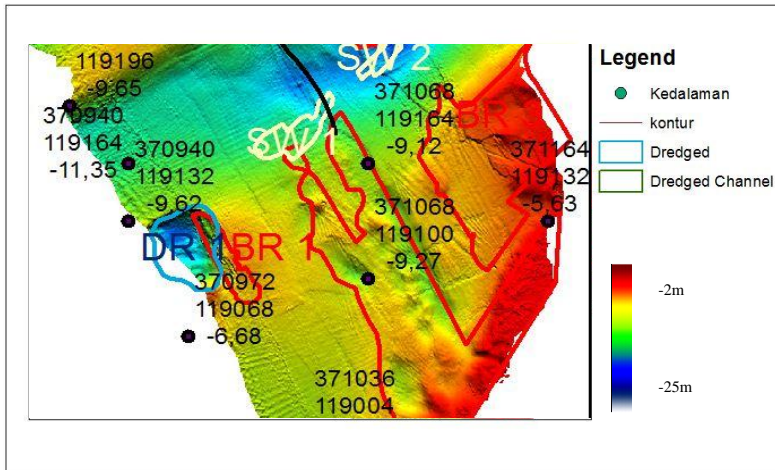 119196
-9.65
370940
119164
-11,35
370940
119132
-9.62
DR 1
BR 1
370972
119068
-6,68
SW 2
371068
119164
-9,12
371068
119100
-9,27
371164
119132
-5,63
371036
119004
Legend
Kedalaman
kontur
Dredged
Dredged Channel
-2m
-25m